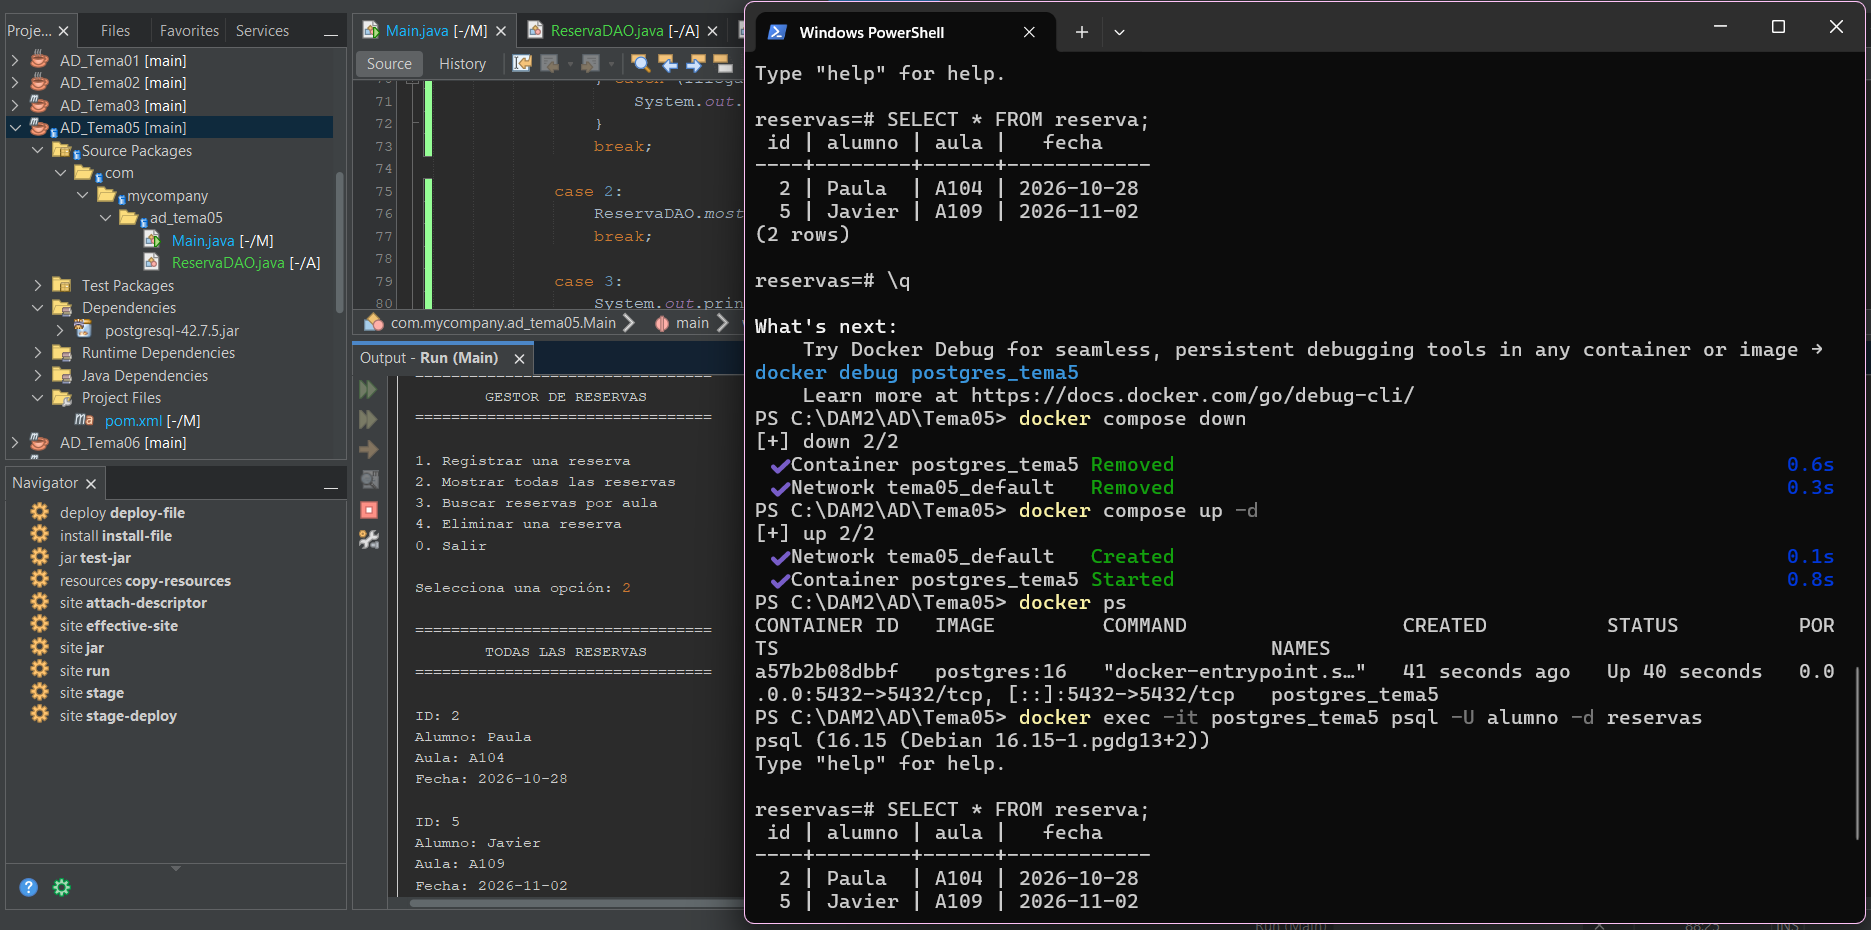 Proje...
Files
Favorites
Services
AD_Tema01 [main]
AD_Tema02 [main]
AD_Tema03 [main]
AD_Tema05 [main]
Source Packages
com
mycompany
ad_tema05
Main.java [-/M]
ReservaDAO.java [-/A]
Test Packages
Dependencies
postgresql-42.7.5.jar
Runtime Dependencies
Java Dependencies
Project Files
pom.xml [-/M]
AD_Tema06 [main]
Navigator
deploy deploy-file
install install-file
jar test-jar
resources copy-resources
site attach-descriptor
site effective-site
site jar
site run
site stage
site stage-deploy
Main.java [-/M]
ReservaDAO.java [-/A]
Source
History
71 System.out.
72 }
73 break;
74
75 case 2:
76 ReservaDAO.most
77 break;
78
79 case 3:
80 System.out.prin
com.mycompany.ad_tema05.Main
main
Output - Run (Main)
=================================
GESTOR DE RESERVAS
=================================
1. Registrar una reserva
2. Mostrar todas las reservas
3. Buscar reservas por aula
4. Eliminar una reserva
0. Salir
Selecciona una opción: 2
=================================
TODAS LAS RESERVAS
=================================
ID: 2
Alumno: Paula
Aula: A104
Fecha: 2026-10-28
ID: 5
Alumno: Javier
Aula: A109
Fecha: 2026-11-02
Windows PowerShell
Type "help" for help.
reservas=# SELECT * FROM reserva;
id | alumno | aula | fecha
----+--------+------+------------
2 | Paula | A104 | 2026-10-28
5 | Javier | A109 | 2026-11-02
(2 rows)
reservas=# \q
What's next:
Try Docker Debug for seamless, persistent debugging tools in any container or image →
docker debug postgres_tema5
Learn more at https://docs.docker.com/go/debug-cli/
PS C:\DAM2\AD\Tema05> docker compose down
[+] down 2/2
✔Container postgres_tema5 Removed 0.6s
✔Network tema05_default Removed 0.3s
PS C:\DAM2\AD\Tema05> docker compose up -d
[+] up 2/2
✔Network tema05_default Created 0.1s
✔Container postgres_tema5 Started 0.8s
PS C:\DAM2\AD\Tema05> docker ps
CONTAINER ID IMAGE COMMAND CREATED STATUS POR
TS NAMES
a57b2b08dbbf postgres:16 "docker-entrypoint.s…" 41 seconds ago Up 40 seconds 0.0
.0.0:5432->5432/tcp, [::]:5432->5432/tcp postgres_tema5
PS C:\DAM2\AD\Tema05> docker exec -it postgres_tema5 psql -U alumno -d reservas
psql (16.15 (Debian 16.15-1.pgdg13+2))
Type "help" for help.
reservas=# SELECT * FROM reserva;
id | alumno | aula | fecha
----+--------+------+------------
2 | Paula | A104 | 2026-10-28
5 | Javier | A109 | 2026-11-02